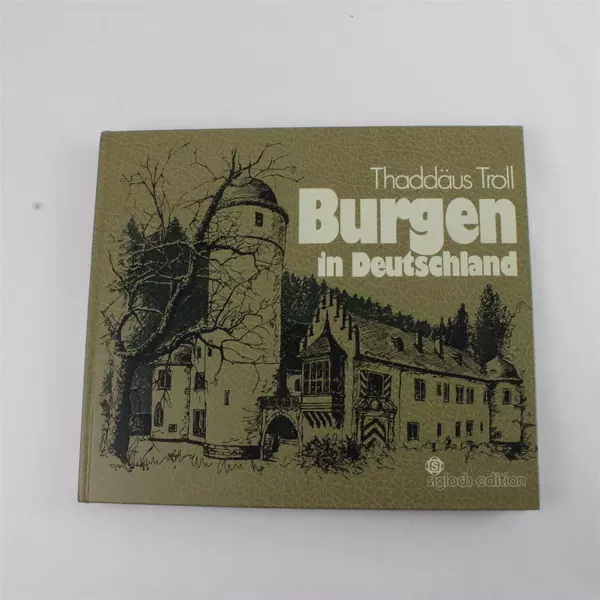 Thaddäus Troll
Burgen
in Deutschland
S
sigloch edition